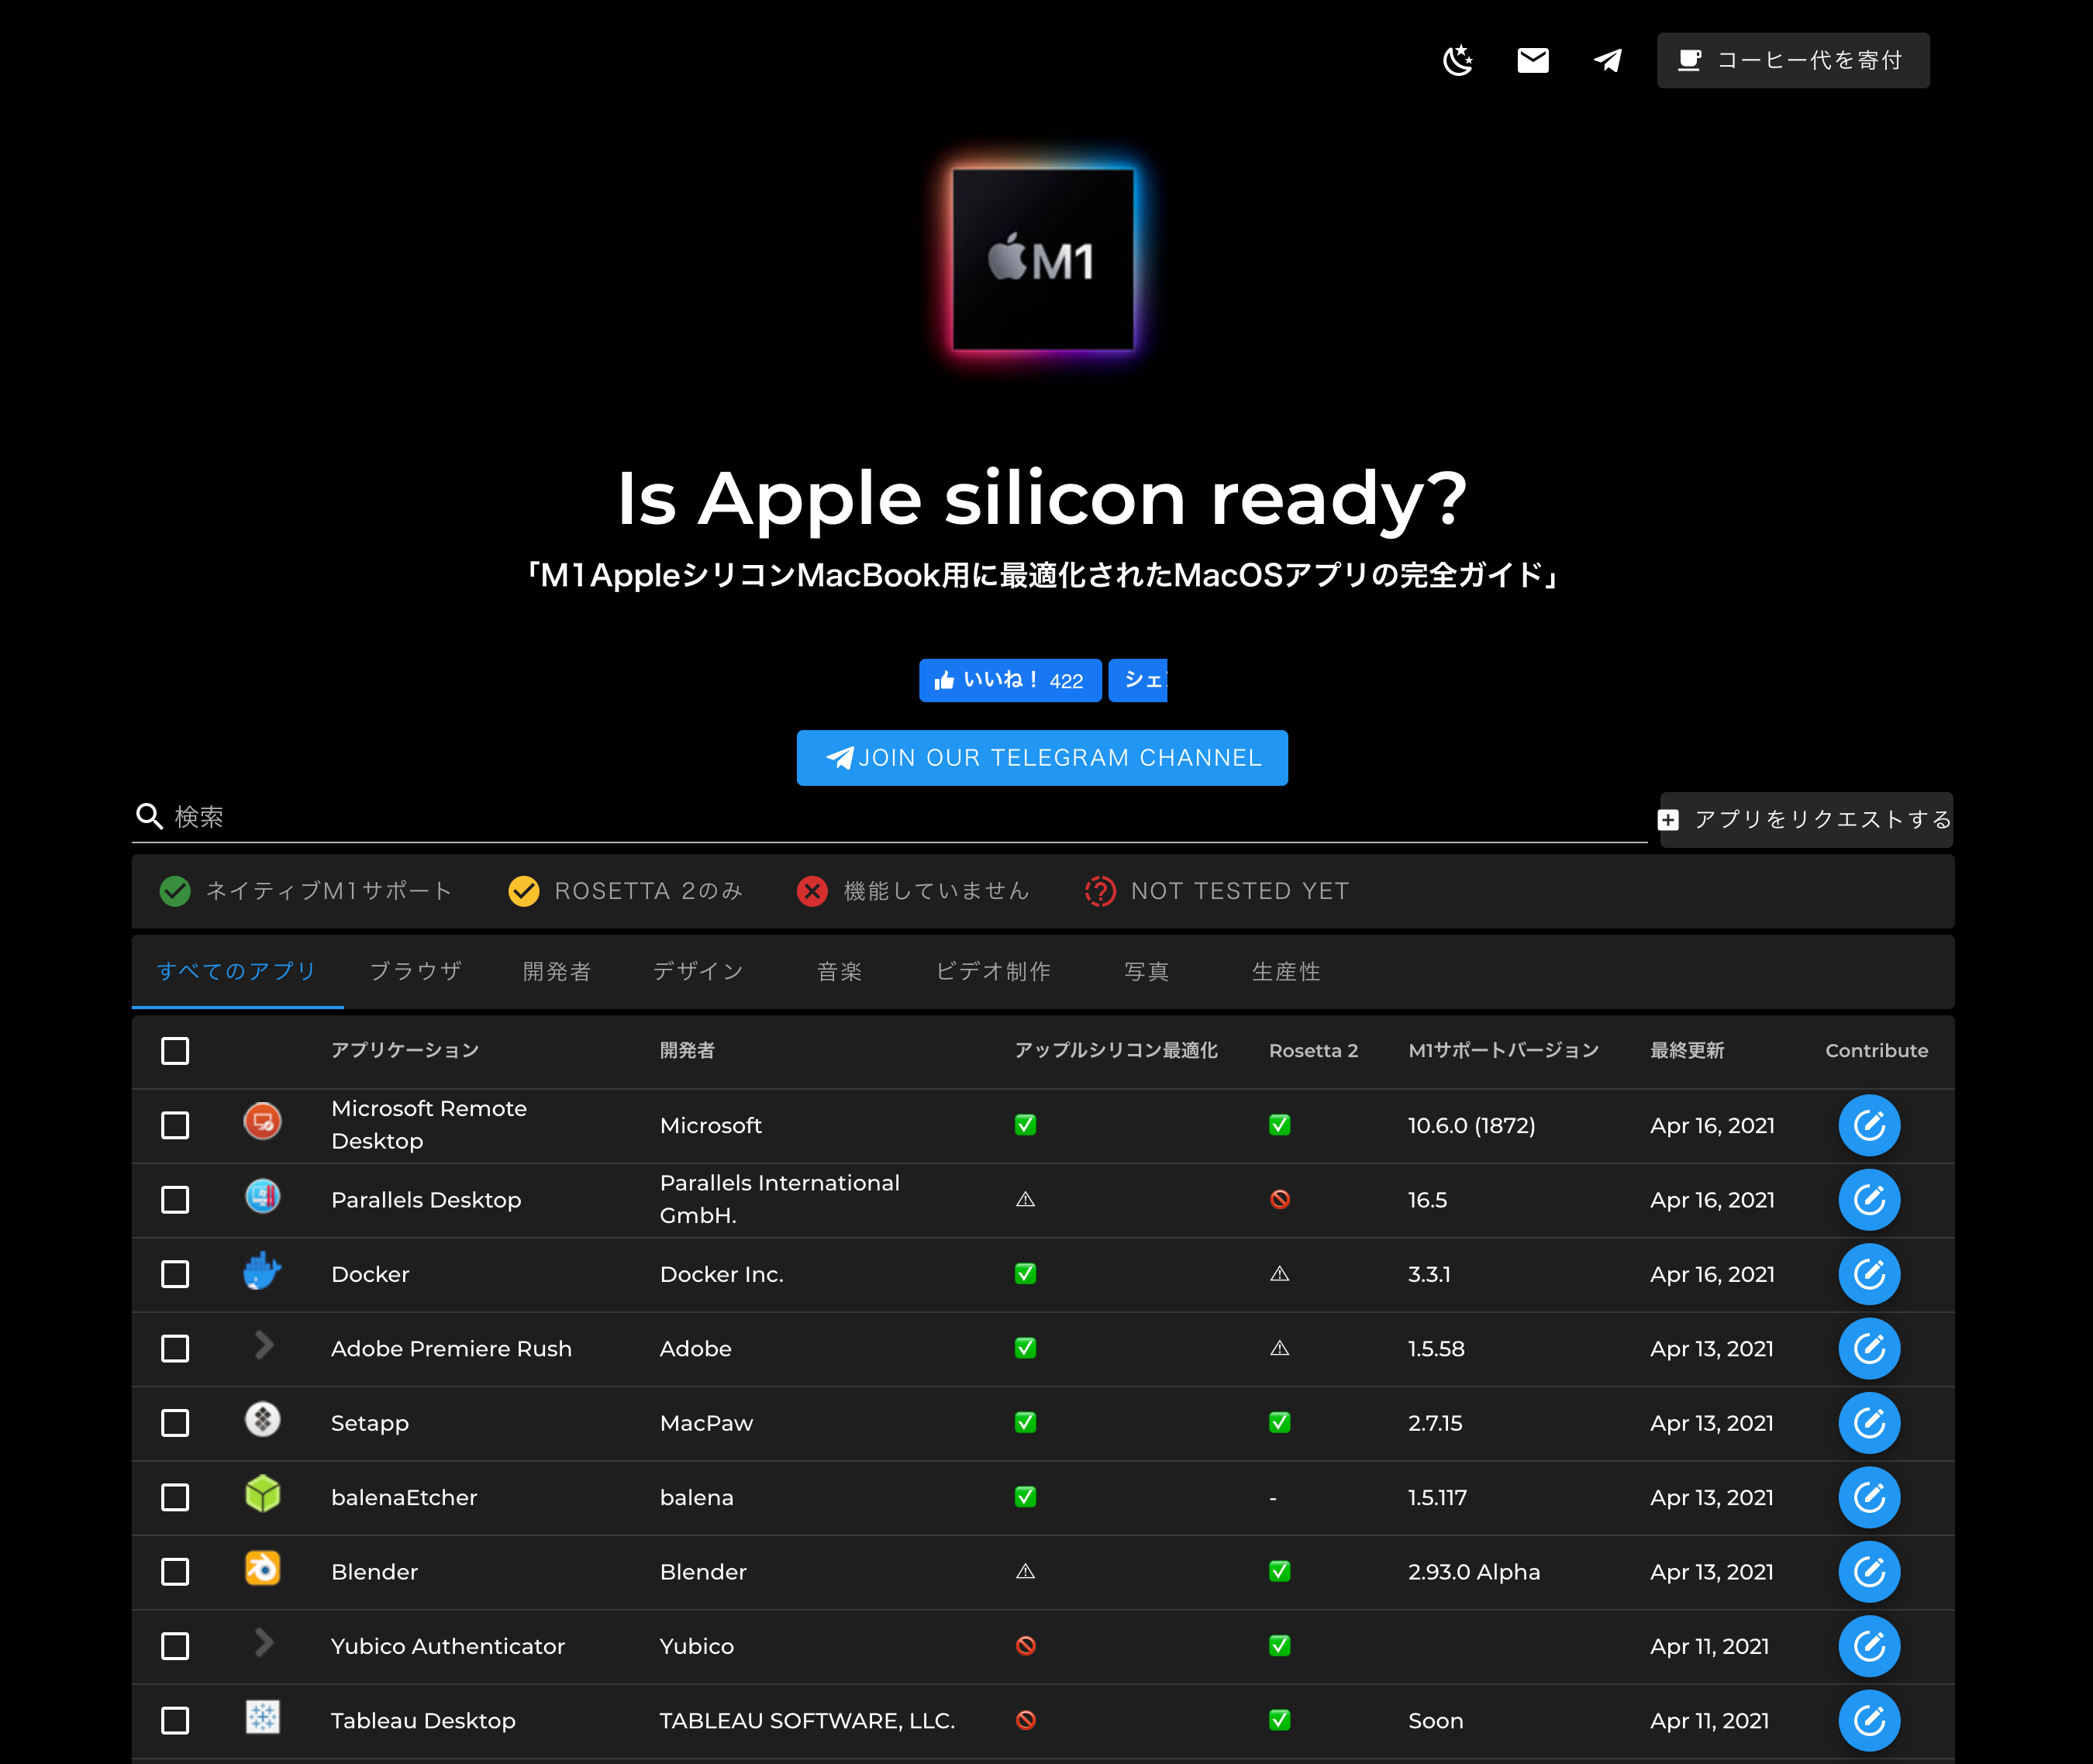 コーヒー代を寄付
M1
Is Apple silicon ready?
「M1AppleシリコンMacBook用に最適化されたMacOSアプリの完全ガイド」
いいね！ 422 シェ
JOIN OUR TELEGRAM CHANNEL
検索 アプリをリクエストする
ネイティブM1サポート ROSETTA 2のみ 機能していません NOT TESTED YET
すべてのアプリ ブラウザ 開発者 デザイン 音楽 ビデオ制作 写真 生産性
アプリケーション 開発者 アップルシリコン最適化 Rosetta 2 M1サポートバージョン 最終更新 Contribute
Microsoft Remote Desktop Microsoft ✅ ✅ 10.6.0 (1872) Apr 16, 2021
Parallels Desktop Parallels International GmbH. ⚠ 🚫 16.5 Apr 16, 2021
Docker Docker Inc. ✅ ⚠ 3.3.1 Apr 16, 2021
Adobe Premiere Rush Adobe ✅ ⚠ 1.5.58 Apr 13, 2021
Setapp MacPaw ✅ ✅ 2.7.15 Apr 13, 2021
balenaEtcher balena ✅ - 1.5.117 Apr 13, 2021
Blender Blender ⚠ ✅ 2.93.0 Alpha Apr 13, 2021
Yubico Authenticator Yubico 🚫 ✅ Apr 11, 2021
Tableau Desktop TABLEAU SOFTWARE, LLC. 🚫 ✅ Soon Apr 11, 2021